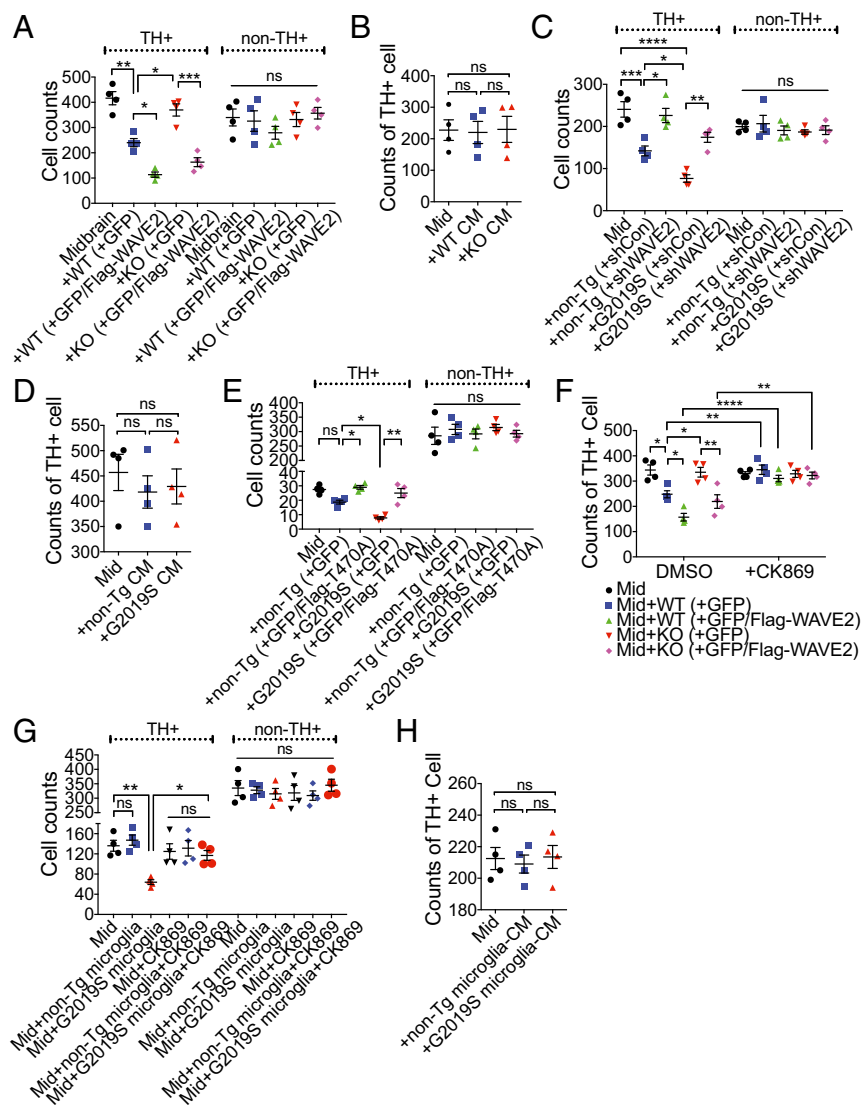 A
TH+
non-TH+
**
*
*
***
ns
Cell counts
500
400
300
200
100
0
Midbrain
+WT (+GFP)
+WT (+GFP/Flag-WAVE2)
+KO (+GFP)
+KO (+GFP/Flag-WAVE2)
Midbrain
+WT (+GFP)
+WT (+GFP/Flag-WAVE2)
+KO (+GFP)
+KO (+GFP/Flag-WAVE2)
B
ns
ns
ns
Counts of TH+ cell
400
300
200
100
0
Mid
+WT CM
+KO CM
C
TH+
non-TH+
****
*
***
*
**
ns
Cell counts
300
200
100
0
Mid
+non-Tg (+shCon)
+non-Tg (+shWAVE2)
+G2019S (+shCon)
+G2019S (+shWAVE2)
Mid
+non-Tg (+shCon)
+non-Tg (+shWAVE2)
+G2019S (+shCon)
+G2019S (+shWAVE2)
D
ns
ns
ns
Counts of TH+ cell
550
500
450
400
350
300
Mid
+non-Tg CM
+G2019S CM
E
TH+
non-TH+
ns
*
*
**
ns
Cell counts
400
350
300
250
200
40
30
20
10
0
Mid
+non-Tg (+GFP)
+non-Tg (+GFP/Flag-T470A)
+G2019S (+GFP)
+G2019S (+GFP/Flag-T470A)
Mid
+non-Tg (+GFP)
+non-Tg (+GFP/Flag-T470A)
+G2019S (+GFP)
+G2019S (+GFP/Flag-T470A)
F
**
****
**
*
*
*
**
Counts of TH+ Cell
500
400
300
200
100
0
DMSO
+CK869
Mid
Mid+WT (+GFP)
Mid+WT (+GFP/Flag-WAVE2)
Mid+KO (+GFP)
Mid+KO (+GFP/Flag-WAVE2)
G
TH+
non-TH+
**
*
ns
ns
ns
Cell counts
450
400
350
300
250
160
120
80
40
0
Mid
Mid+non-Tg microglia
Mid+G2019S microglia
Mid+CK869
Mid+non-Tg microglia+CK869
Mid+G2019S microglia+CK869
Mid
Mid+non-Tg microglia
Mid+G2019S microglia
Mid+CK869
Mid+non-Tg microglia+CK869
Mid+G2019S microglia+CK869
H
ns
ns
ns
Counts of TH+ Cell
260
240
220
200
180
Mid
+non-Tg microglia-CM
+G2019S microglia-CM